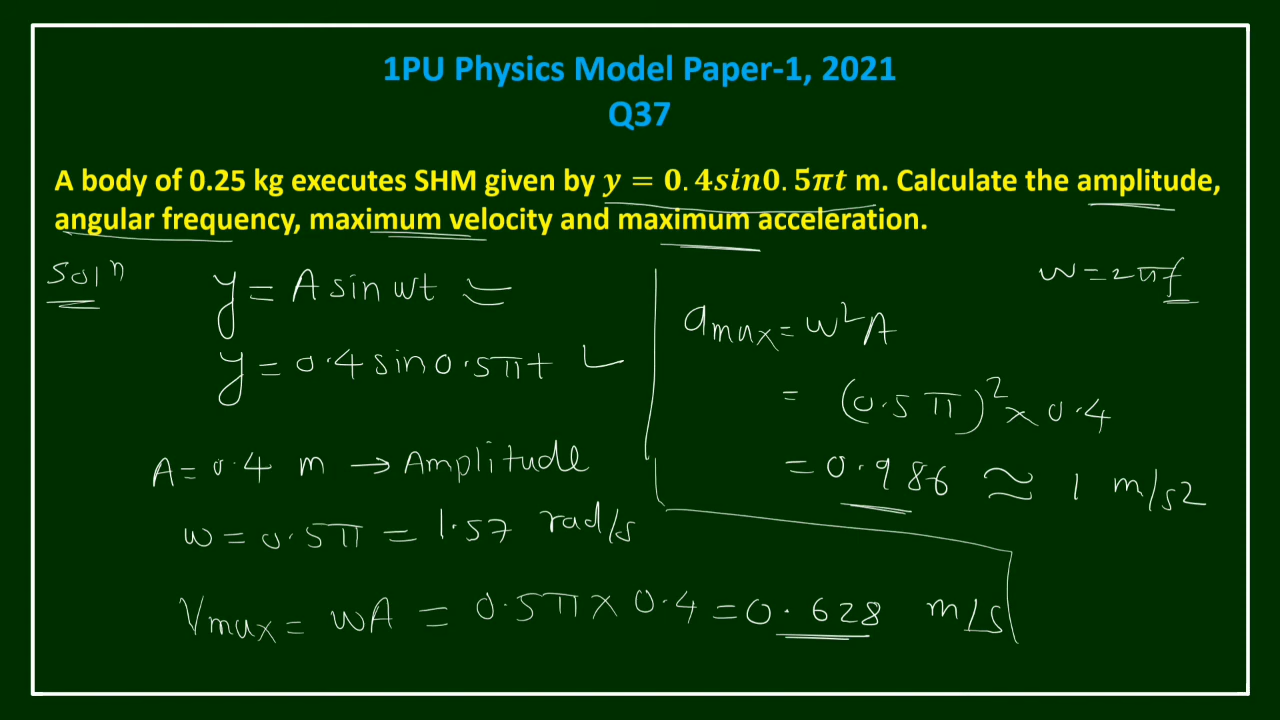 1PU Physics Model Paper-1, 2021
Q37
A body of 0.25 kg executes SHM given by y = 0.4sin0.5πt m. Calculate the amplitude,
angular frequency, maximum velocity and maximum acceleration.
Solⁿ
y = A sin wt
y = 0.4 sin 0.5πt
A = 0.4 m → Amplitude
w = 0.5π = 1.57 rad/s
Vmax = wA = 0.5π × 0.4 = 0.628 m/s
w = 2πf
amax = w²A
= (0.5π)² × 0.4
= 0.986 ≈ 1 m/s2